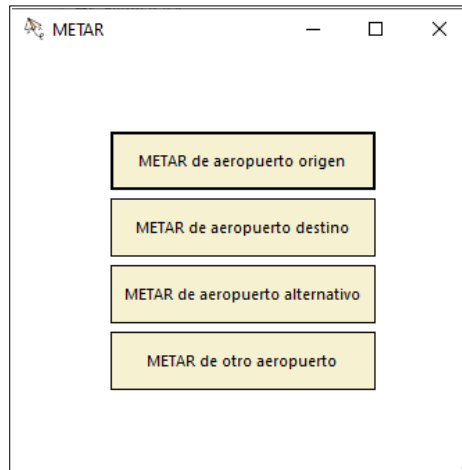 METAR
METAR de aeropuerto origen
METAR de aeropuerto destino
METAR de aeropuerto alternativo
METAR de otro aeropuerto